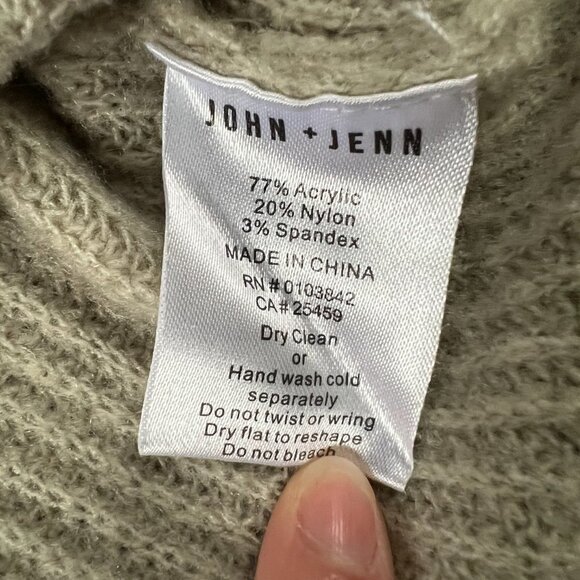 JOHN + JENN
77% Acrylic
20% Nylon
3% Spandex
MADE IN CHINA
RN # 0103842
CA# 25459
Dry Clean
or
Hand wash cold
separately
Do not twist or wring
Dry flat to reshape
Do not bleach